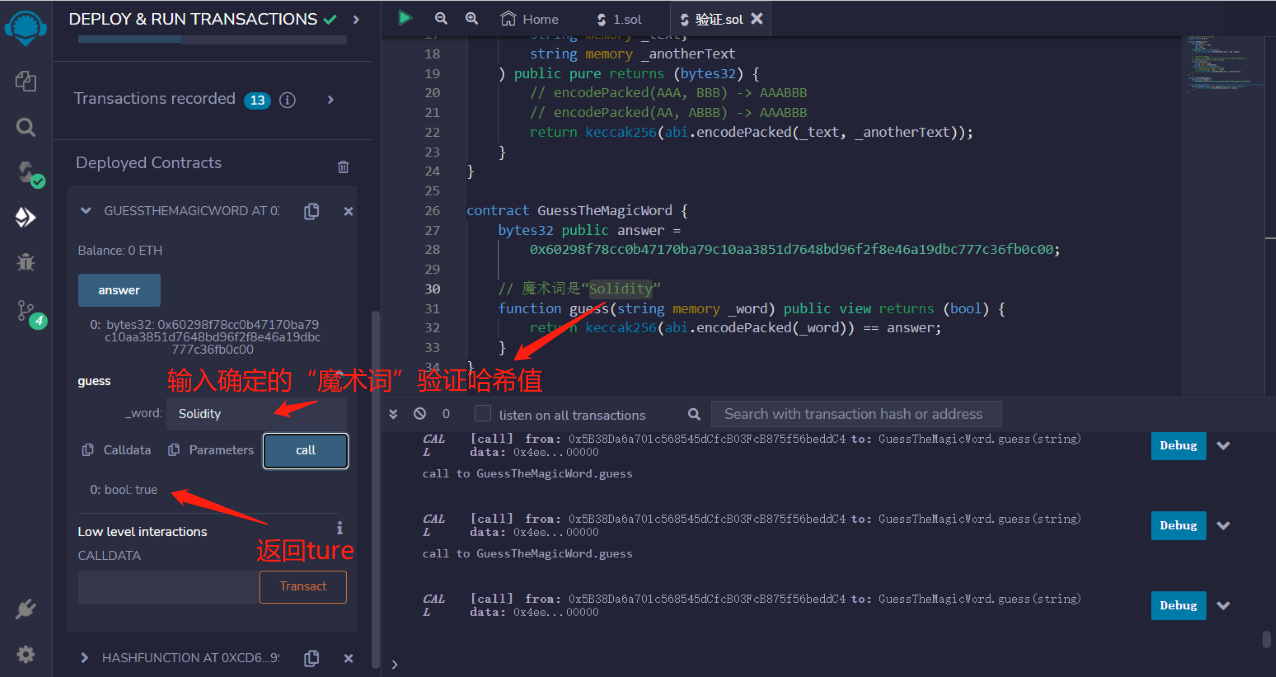 DEPLOY & RUN TRANSACTIONS
Transactions recorded 13
Deployed Contracts
GUESSTHEMAGICWORD AT 0
Balance: 0 ETH
answer
0: bytes32: 0x60298f78cc0b47170ba79
c10aa3851d7648bd96f2f8e46a19dbc
777c36fb0c00
guess
输入确定的“魔术词”验证哈希值
_word: Solidity
Calldata Parameters call
0: bool: true
Low level interactions
返回ture
CALLDATA
Transact
HASHFUNCTION AT 0XCD6...9
4
Home 1.sol 验证.sol
17 string memory _text,
18 string memory _anotherText
19 ) public pure returns (bytes32) {
20 // encodePacked(AAA, BBB) -> AAABBB
21 // encodePacked(AA, ABBB) -> AAABBB
22 return keccak256(abi.encodePacked(_text, _anotherText));
23 }
24 }
25
26 contract GuessTheMagicWord {
27 bytes32 public answer =
28 0x60298f78cc0b47170ba79c10aa3851d7648bd96f2f8e46a19dbc777c36fb0c00;
29
30 // 魔术词是“Solidity”
31 function guess(string memory _word) public view returns (bool) {
32 return keccak256(abi.encodePacked(_word)) == answer;
33 }
34 }
0 listen on all transactions Search with transaction hash or address
CAL [call] from: 0x5B38Da6a701c568545dCfcB03FcB875f56beddC4 to: GuessTheMagicWord.guess(string)
L data: 0x4ee...00000
Debug
call to GuessTheMagicWord.guess
CAL [call] from: 0x5B38Da6a701c568545dCfcB03FcB875f56beddC4 to: GuessTheMagicWord.guess(string)
L data: 0x4ee...00000
Debug
call to GuessTheMagicWord.guess
CAL [call] from: 0x5B38Da6a701c568545dCfcB03FcB875f56beddC4 to: GuessTheMagicWord.guess(string)
L data: 0x4ee...00000
Debug
>